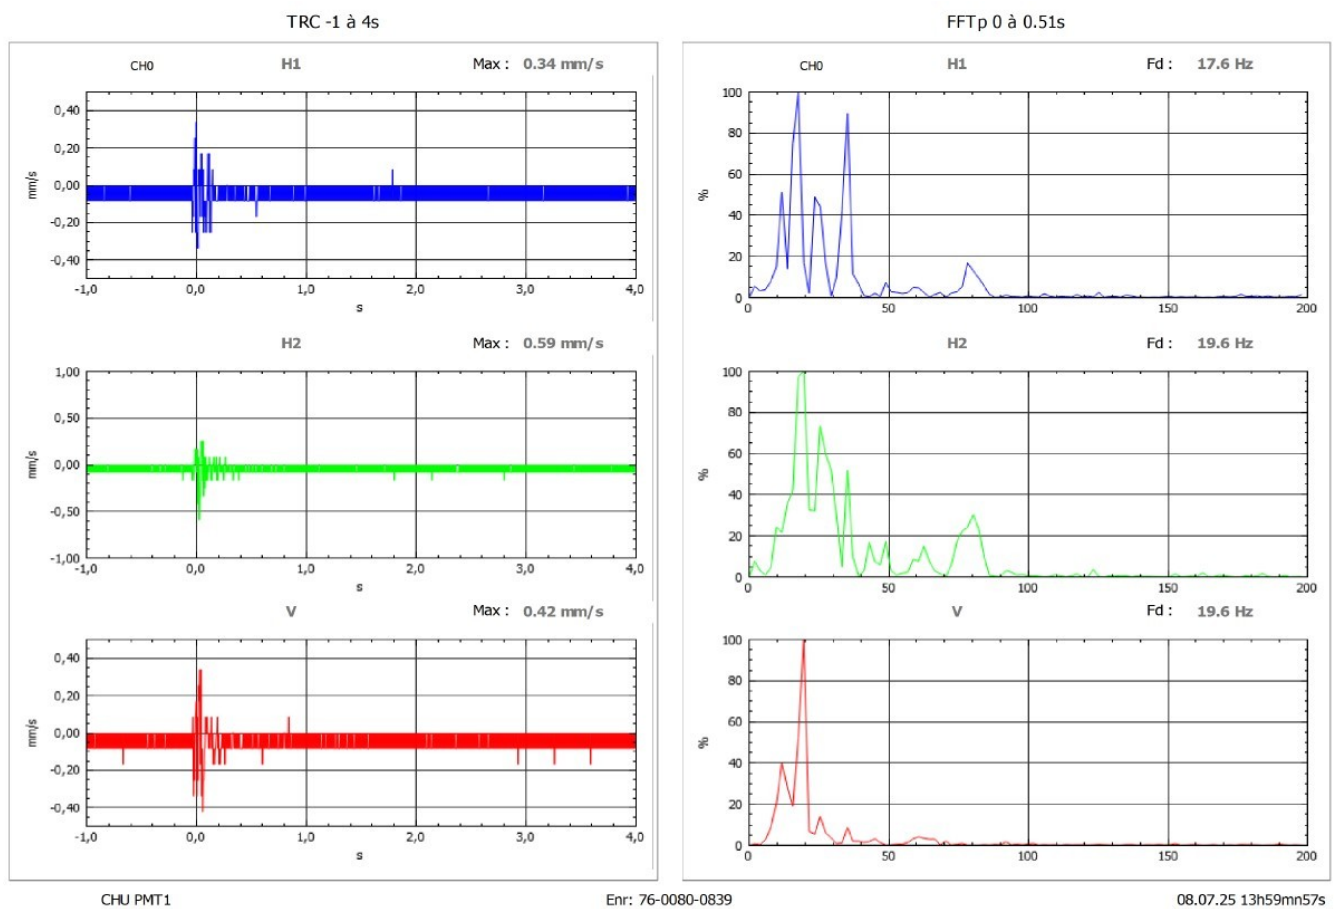 TRC -1 à 4s
FFTp 0 à 0.51s
CH0 H1 Max : 0.34 mm/s
0,40
0,20
0,00
-0,20
-0,40
mm/s
-1,0 0,0 1,0 2,0 3,0 4,0
s
H2 Max : 0.59 mm/s
1,00
0,50
0,00
-0,50
-1,00
mm/s
-1,0 0,0 1,0 2,0 3,0 4,0
s
V Max : 0.42 mm/s
0,40
0,20
0,00
-0,20
-0,40
mm/s
-1,0 0,0 1,0 2,0 3,0 4,0
s
CH0 H1 Fd : 17.6 Hz
100
80
60
40
20
0
%
0 50 100 150 200
H2 Fd : 19.6 Hz
100
80
60
40
20
0
%
0 50 100 150 200
V Fd : 19.6 Hz
100
80
60
40
20
0
%
0 50 100 150 200
CHU PMT1 Enr: 76-0080-0839 08.07.25 13h59mn57s